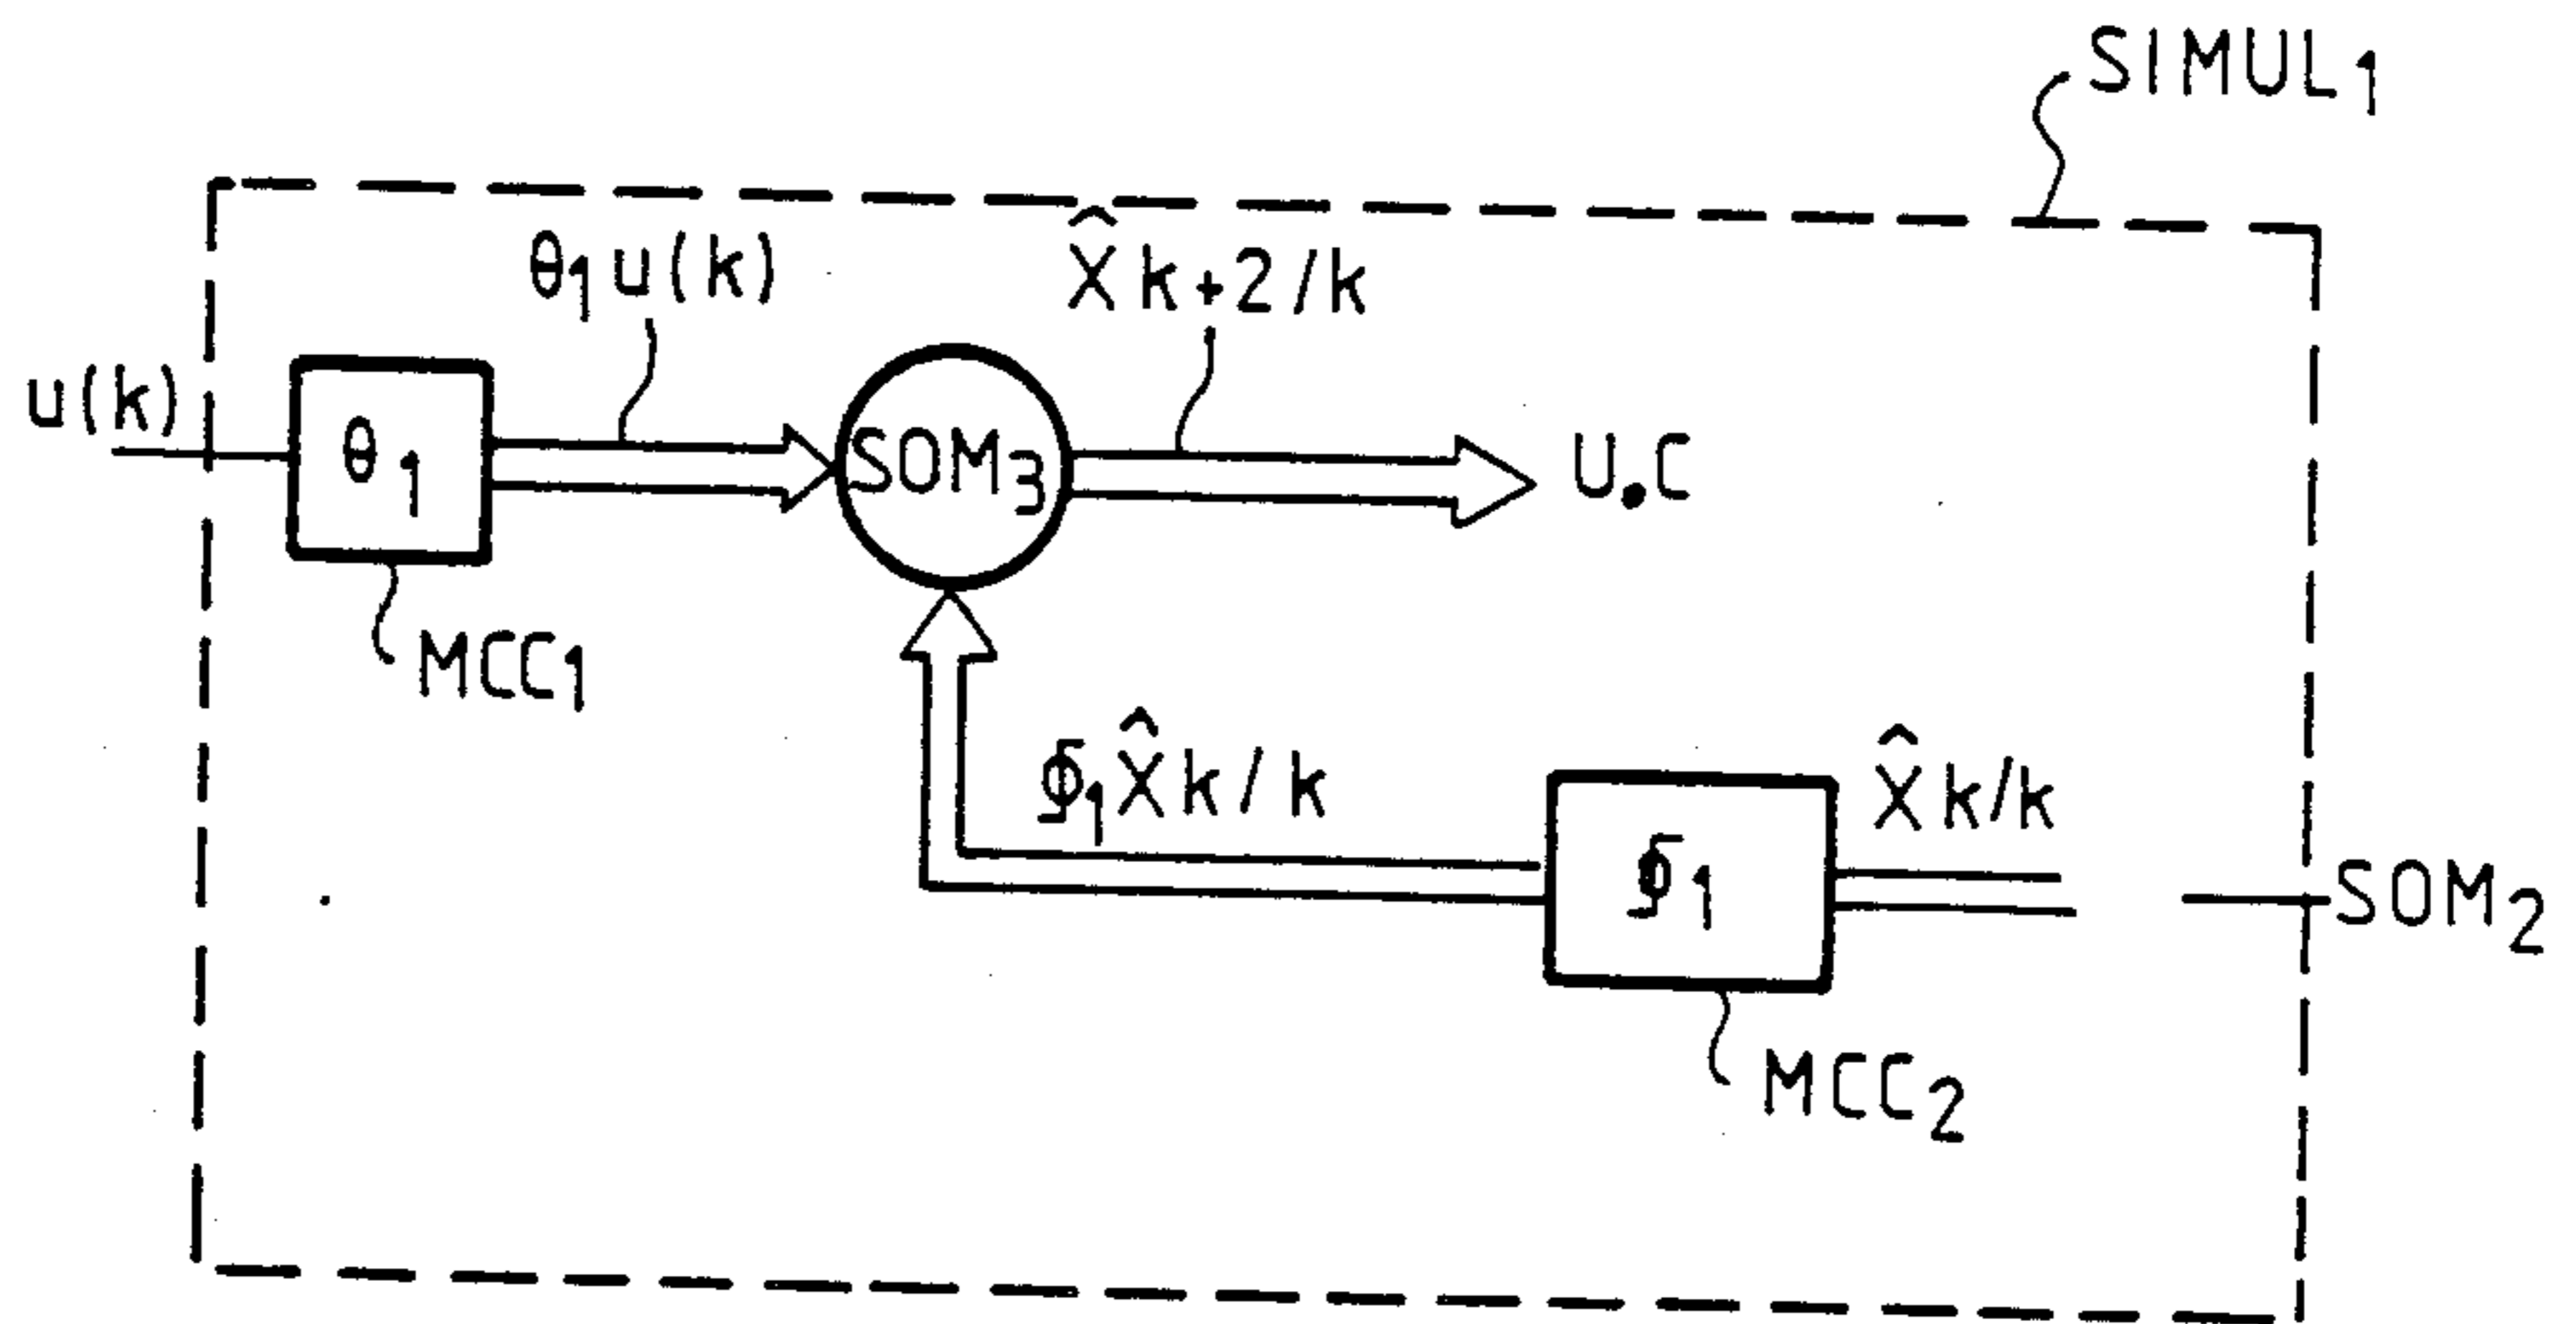 SIMUL₁
θ₁u(k)
X̂k+2/k
u(k)
θ₁
SOM₃
U.C
MCC₁
ϕ₁X̂k/k
X̂k/k
ϕ₁
SOM₂
MCC₂